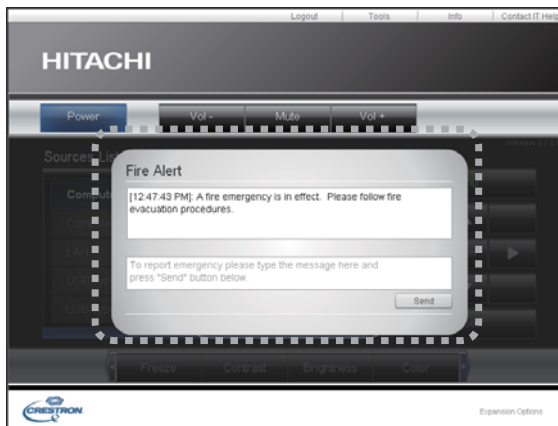 Logout Tools Info Contact IT Help
HITACHI
Power Vol - Mute Vol +
Sources List
Fire Alert
[12:47:43 PM]: A fire emergency is in effect. Please follow fire
evacuation procedures.
To report emergency please type the message here and
press "Send" button below.
Send
Freeze Contrast Brightness Color
CRESTRON
Expansion Options